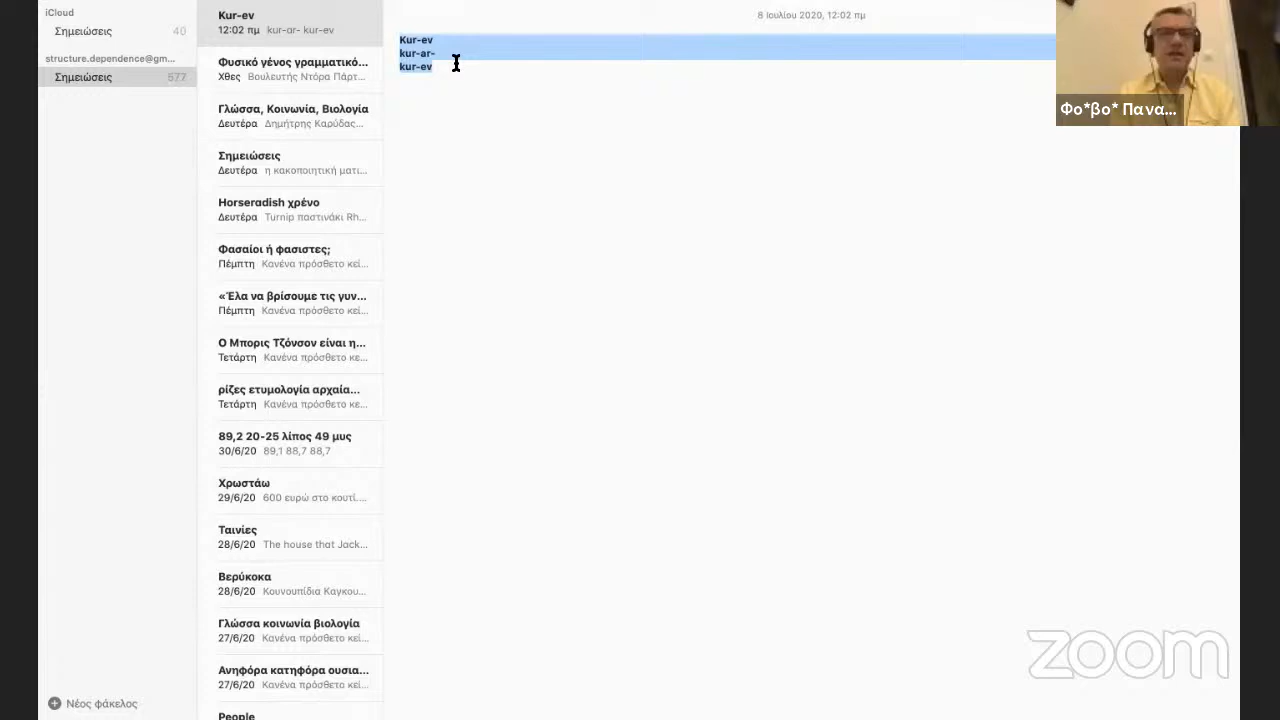 iCloud
Σημειώσεις 40
structure.dependence@gm...
Σημειώσεις 577
Νέος φάκελος
Kur-ev
12:02 πμ kur-ar- kur-ev
Φυσικό γένος γραμματικό...
Χθες Βουλευτής Ντόρα Πάρτ...
Γλώσσα, Κοινωνία, Βιολογία
Δευτέρα Δημήτρης Καρύδας...
Σημειώσεις
Δευτέρα η κακοποιητική ματι...
Horseradish χρένο
Δευτέρα Turnip παστινάκι Rh...
Φασαίοι ή φασιστες;
Πέμπτη Κανένα πρόσθετο κεί...
«Έλα να βρίσουμε τις γυν...
Πέμπτη Κανένα πρόσθετο κεί...
Ο Μπορις Τζόνσον είναι η...
Τετάρτη Κανένα πρόσθετο κε...
ρίζες ετυμολογία αρχαία...
Τετάρτη Κανένα πρόσθετο κε...
89,2 20-25 λίπος 49 μυς
30/6/20 89,1 88,7 88,7
Χρωστάω
29/6/20 600 ευρώ στο κουτί....
Ταινίες
28/6/20 The house that Jack...
Βερύκοκα
28/6/20 Κουνουπίδια Καγκου...
Γλώσσα κοινωνία βιολογία
27/6/20 Κανένα πρόσθετο κεί...
Ανηφόρα κατηφόρα ουσια...
27/6/20 Κανένα πρόσθετο κεί...
People
8 Ιουλίου 2020, 12:02 πμ
Kur-ev
kur-ar-
kur-ev
Φο*βο* Πανα...
zoom